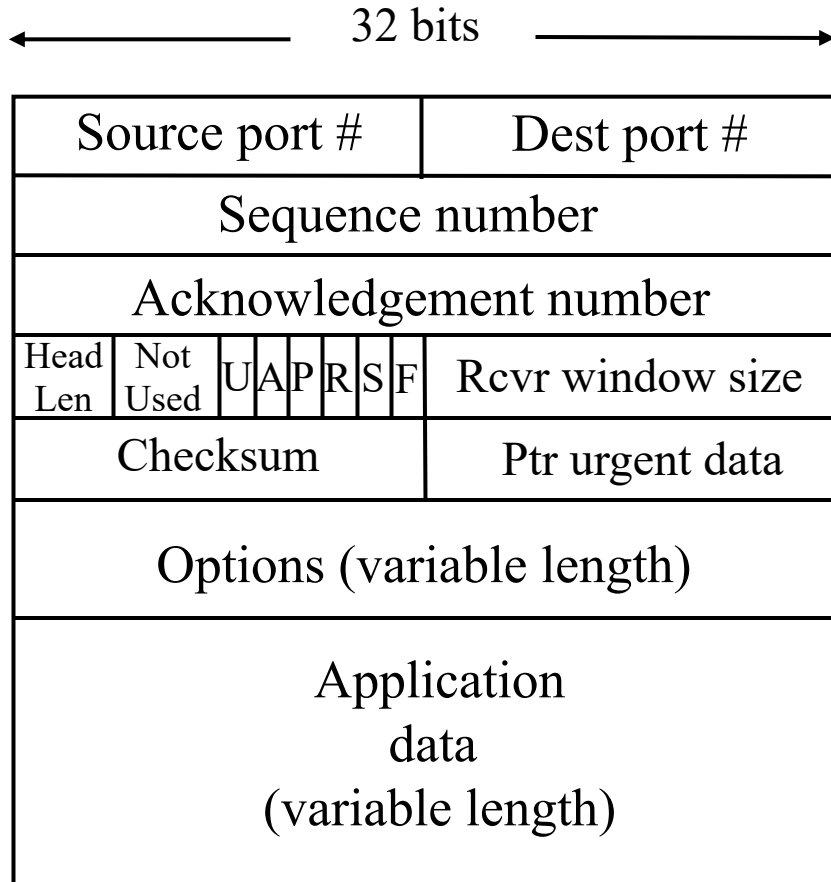 32 bits
Source port # Dest port #
Sequence number
Acknowledgement number
Head Len Not Used U A P R S F Rcvr window size
Checksum Ptr urgent data
Options (variable length)
Application
data
(variable length)